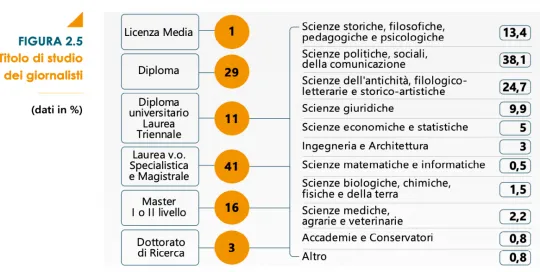 FIGURA 2.5
Titolo di studio
dei giornalisti
(dati in %)
Licenza Media
1
Diploma
29
Diploma
universitario
Laurea
Triennale
11
Laurea v.o.
Specialistica
e Magistrale
41
Master
I o II livello
16
Dottorato
di Ricerca
3
Scienze storiche, filosofiche,
pedagogiche e psicologiche
13,4
Scienze politiche, sociali,
della comunicazione
38,1
Scienze dell'antichità, filologico-
letterarie e storico-artistiche
24,7
Scienze giuridiche
9,9
Scienze economiche e statistiche
5
Ingegneria e Architettura
3
Scienze matematiche e informatiche
0,5
Scienze biologiche, chimiche,
fisiche e della terra
1,5
Scienze mediche,
agrarie e veterinarie
2,2
Accademie e Conservatori
0,8
Altro
0,8